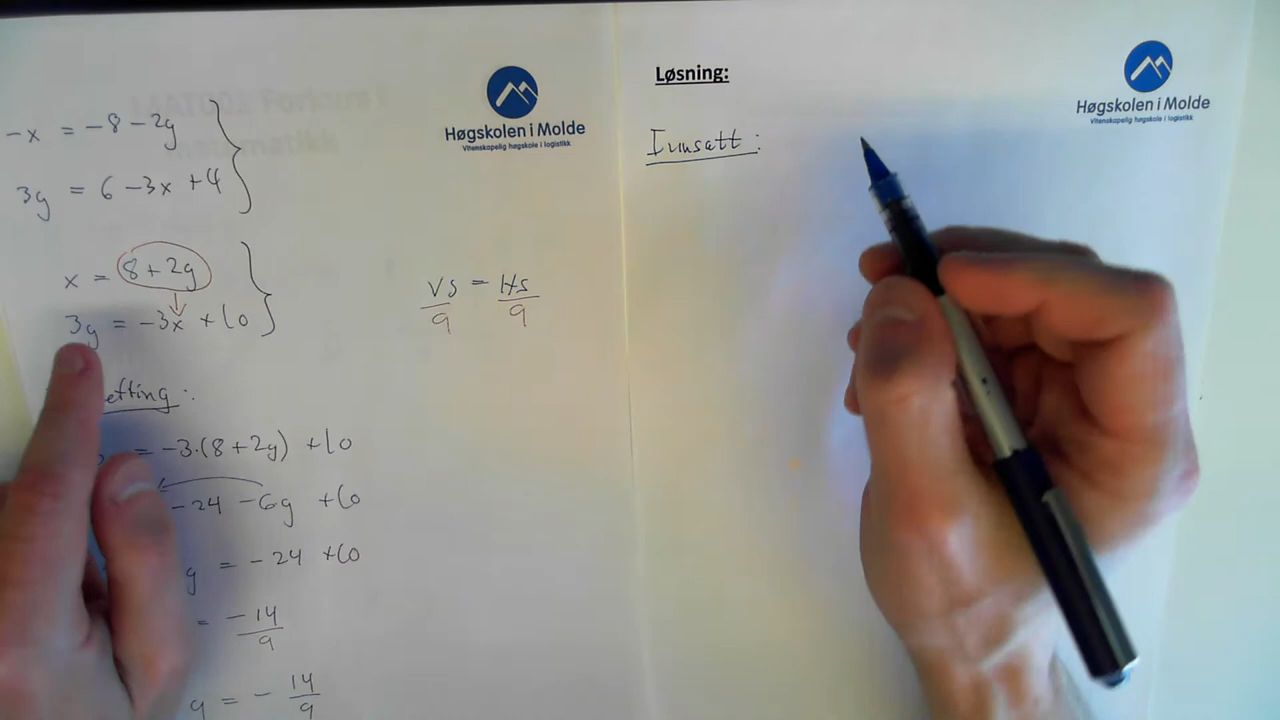 -x = -8 - 2y
3y = 6 - 3x + 4
x = 8 + 2y
3y = -3x + 10
= -3·(8 + 2y) + 10
-24 - 6y + 10
y = -24 + 10
= -14/9
y = - 14/9
Høgskolen i Molde
Vitenskapelig høgskole i logistikk
VS/9 = HS/9
Løsning:
Høgskolen i Molde
Vitenskapelig høgskole i logistikk
Innsatt: